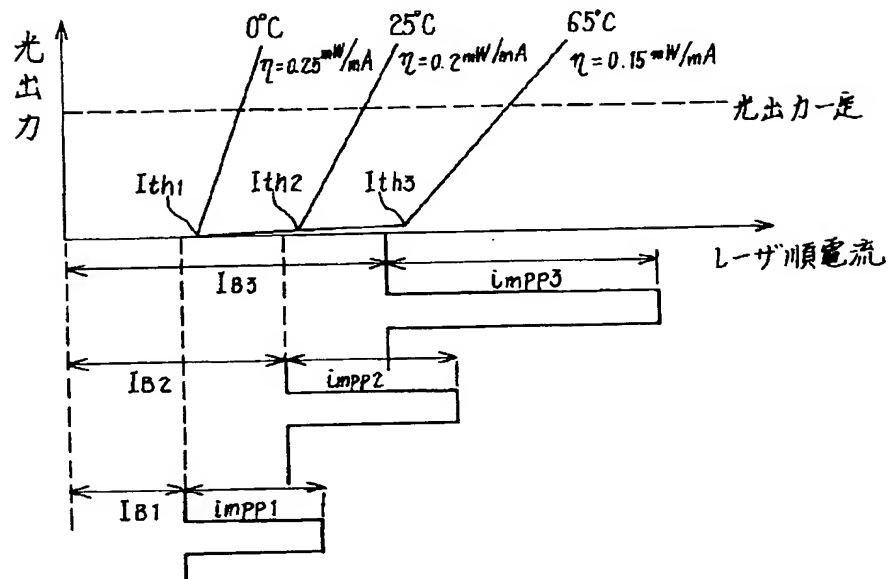 光出力
0°C
η=0.25mW/mA
25°C
η=0.2mW/mA
65°C
η=0.15mW/mA
光出力一定
Ith1
Ith2
Ith3
レーザ順電流
IB3
impp3
IB2
impp2
IB1
impp1